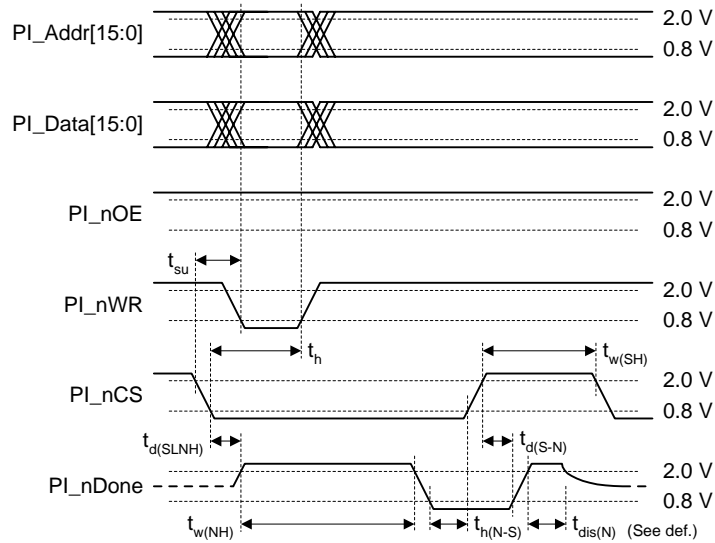 PI_Addr[15:0]
2.0 V
0.8 V
PI_Data[15:0]
2.0 V
0.8 V
PI_nOE
2.0 V
0.8 V
tsu
PI_nWR
2.0 V
0.8 V
th
tw(SH)
PI_nCS
2.0 V
0.8 V
td(SLNH)
td(S-N)
PI_nDone
2.0 V
0.8 V
tw(NH)
th(N-S)
tdis(N) (See def.)